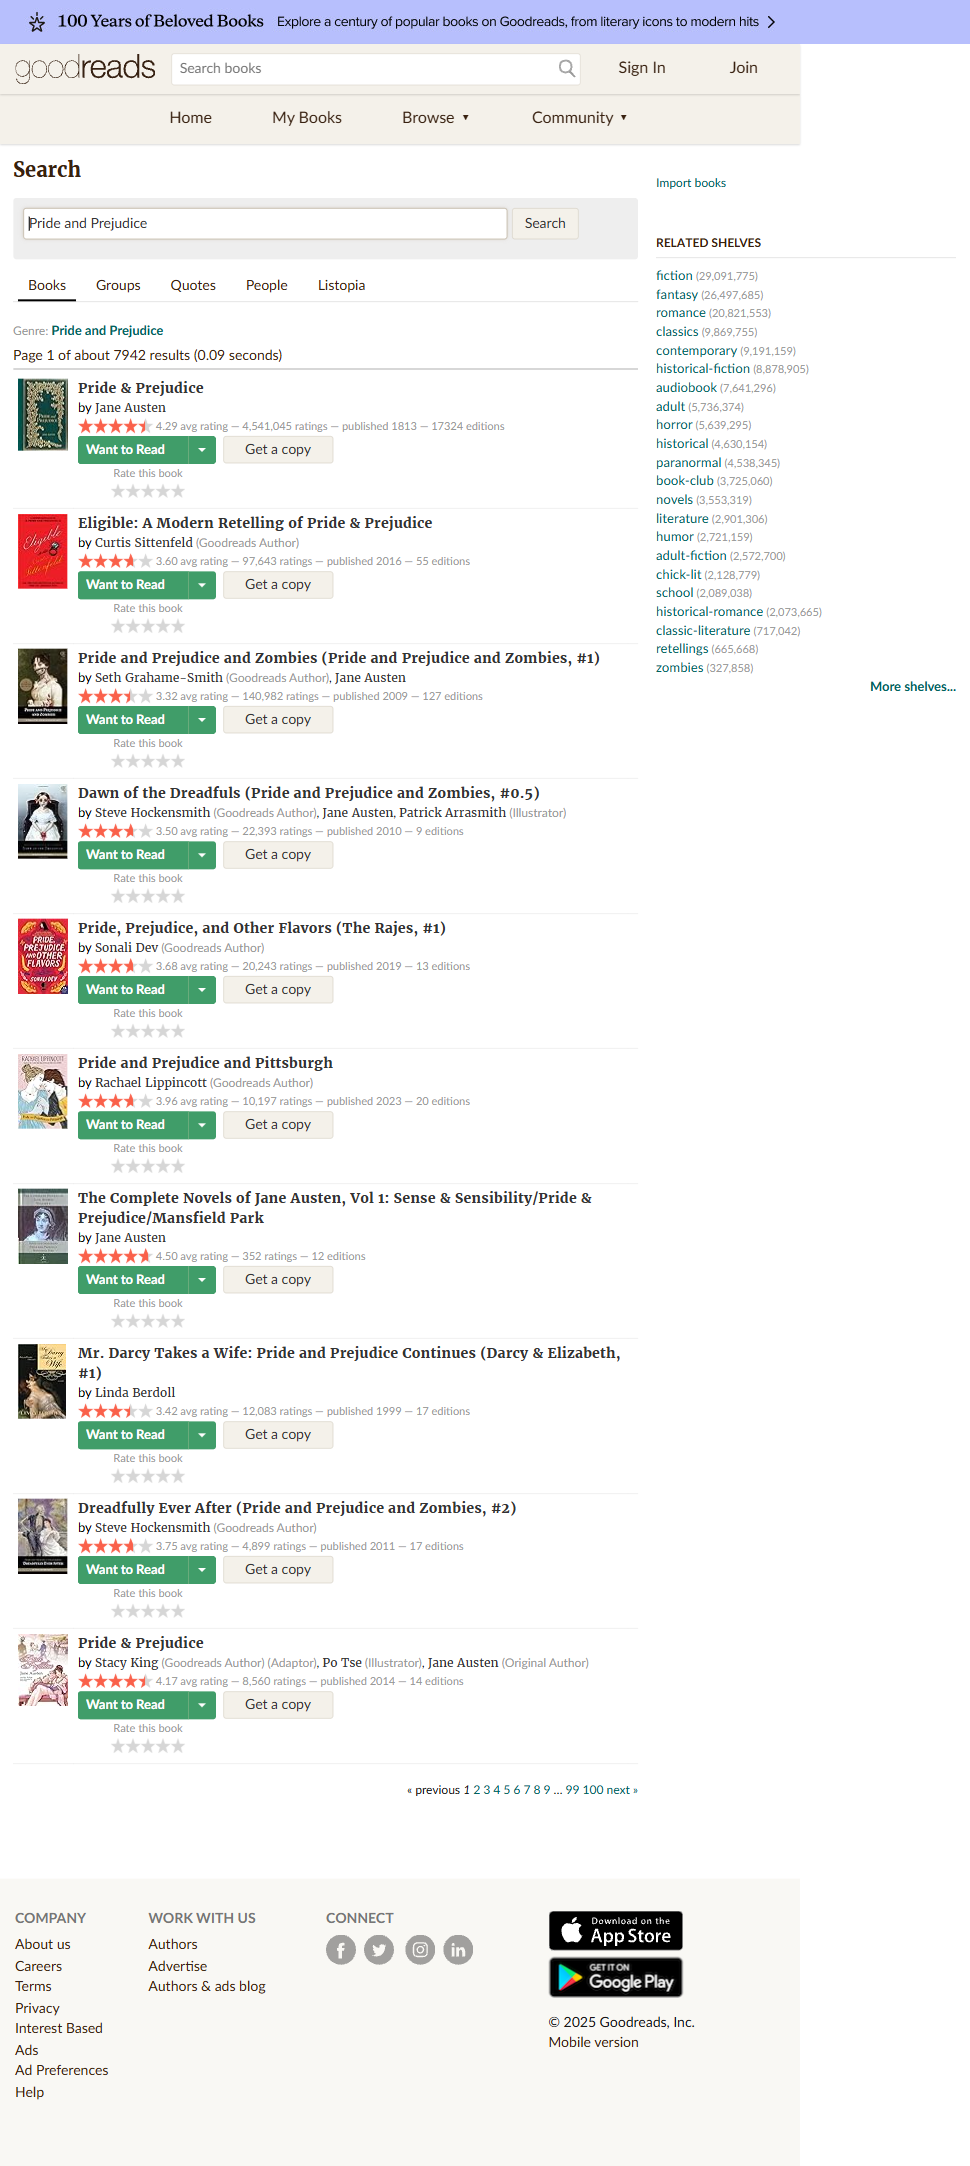 100 Years of Beloved Books Explore a century of popular books on Goodreads, from literary icons to modern hits
goodreads Search books Sign In Join
Home My Books Browse ▼ Community ▼
Search
Import books
Pride and Prejudice Search
Books Groups Quotes People Listopia
Genre: Pride and Prejudice
Page 1 of about 7942 results (0.09 seconds)
Pride & Prejudice
by Jane Austen
4.29 avg rating — 4,541,045 ratings — published 1813 — 17324 editions
Want to Read Get a copy
Rate this book
Eligible: A Modern Retelling of Pride & Prejudice
by Curtis Sittenfeld (Goodreads Author)
3.60 avg rating — 97,643 ratings — published 2016 — 55 editions
Want to Read Get a copy
Rate this book
Pride and Prejudice and Zombies (Pride and Prejudice and Zombies, #1)
by Seth Grahame-Smith (Goodreads Author), Jane Austen
3.32 avg rating — 140,982 ratings — published 2009 — 127 editions
Want to Read Get a copy
Rate this book
Dawn of the Dreadfuls (Pride and Prejudice and Zombies, #0.5)
by Steve Hockensmith (Goodreads Author), Jane Austen, Patrick Arrasmith (Illustrator)
3.50 avg rating — 22,393 ratings — published 2010 — 9 editions
Want to Read Get a copy
Rate this book
PRIDE, PREJUDICE AND OTHER FLAVORS SONALI DEV
Pride, Prejudice, and Other Flavors (The Rajes, #1)
by Sonali Dev (Goodreads Author)
3.68 avg rating — 20,243 ratings — published 2019 — 13 editions
Want to Read Get a copy
Rate this book
Pride and Prejudice and Pittsburgh
by Rachael Lippincott (Goodreads Author)
3.96 avg rating — 10,197 ratings — published 2023 — 20 editions
Want to Read Get a copy
Rate this book
The Complete Novels of Jane Austen, Vol 1: Sense & Sensibility/Pride &
Prejudice/Mansfield Park
by Jane Austen
4.50 avg rating — 352 ratings — 12 editions
Want to Read Get a copy
Rate this book
Mr. Darcy Takes a Wife: Pride and Prejudice Continues (Darcy & Elizabeth,
#1)
by Linda Berdoll
3.42 avg rating — 12,083 ratings — published 1999 — 17 editions
Want to Read Get a copy
Rate this book
Dreadfully Ever After (Pride and Prejudice and Zombies, #2)
by Steve Hockensmith (Goodreads Author)
3.75 avg rating — 4,899 ratings — published 2011 — 17 editions
Want to Read Get a copy
Rate this book
Pride & Prejudice
by Stacy King (Goodreads Author) (Adaptor), Po Tse (Illustrator), Jane Austen (Original Author)
4.17 avg rating — 8,560 ratings — published 2014 — 14 editions
Want to Read Get a copy
Rate this book
« previous 1 2 3 4 5 6 7 8 9 … 99 100 next »
RELATED SHELVES
fiction (29,091,775)
fantasy (26,497,685)
romance (20,821,553)
classics (9,869,755)
contemporary (9,191,159)
historical-fiction (8,878,905)
audiobook (7,641,296)
adult (5,736,374)
horror (5,639,295)
historical (4,630,154)
paranormal (4,538,345)
book-club (3,725,060)
novels (3,553,319)
literature (2,901,306)
humor (2,721,159)
adult-fiction (2,572,700)
chick-lit (2,128,779)
school (2,089,038)
historical-romance (2,073,665)
classic-literature (717,042)
retellings (665,668)
zombies (327,858)
More shelves...
COMPANY
About us
Careers
Terms
Privacy
Interest Based
Ads
Ad Preferences
Help
WORK WITH US
Authors
Advertise
Authors & ads blog
CONNECT
Download on the
App Store
GET IT ON
Google Play
© 2025 Goodreads, Inc.
Mobile version